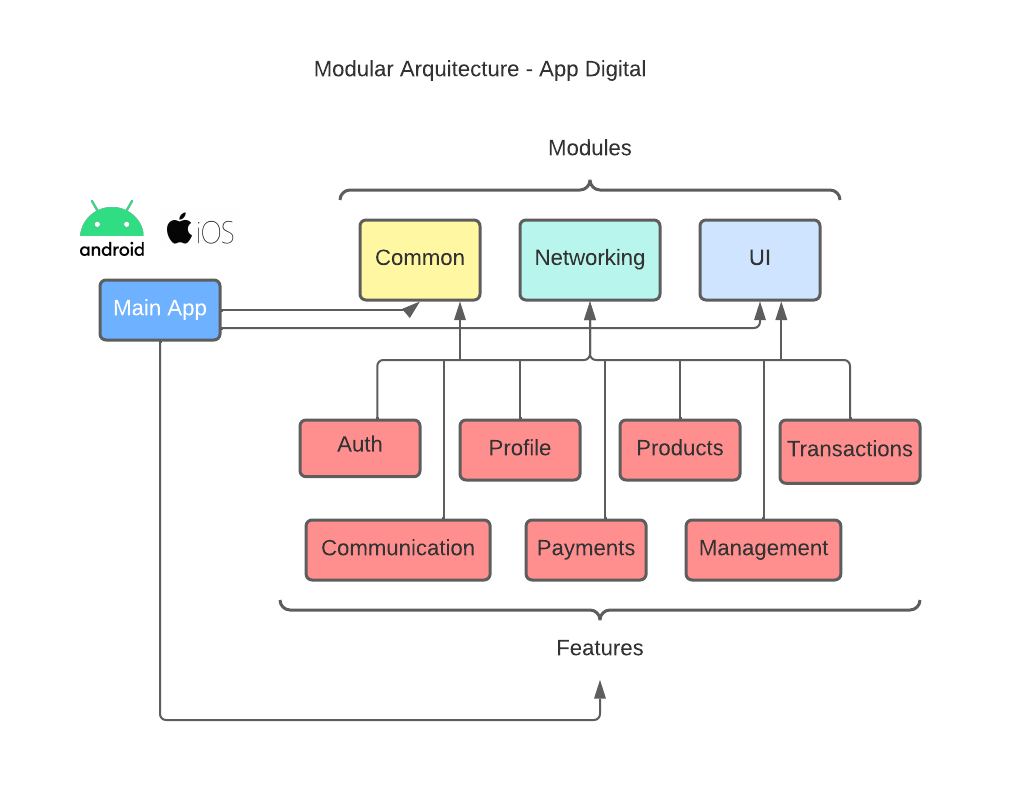 Modular Arquitecture - App Digital
Modules
android
iOS
Common
Networking
UI
Main App
Auth
Profile
Products
Transactions
Communication
Payments
Management
Features